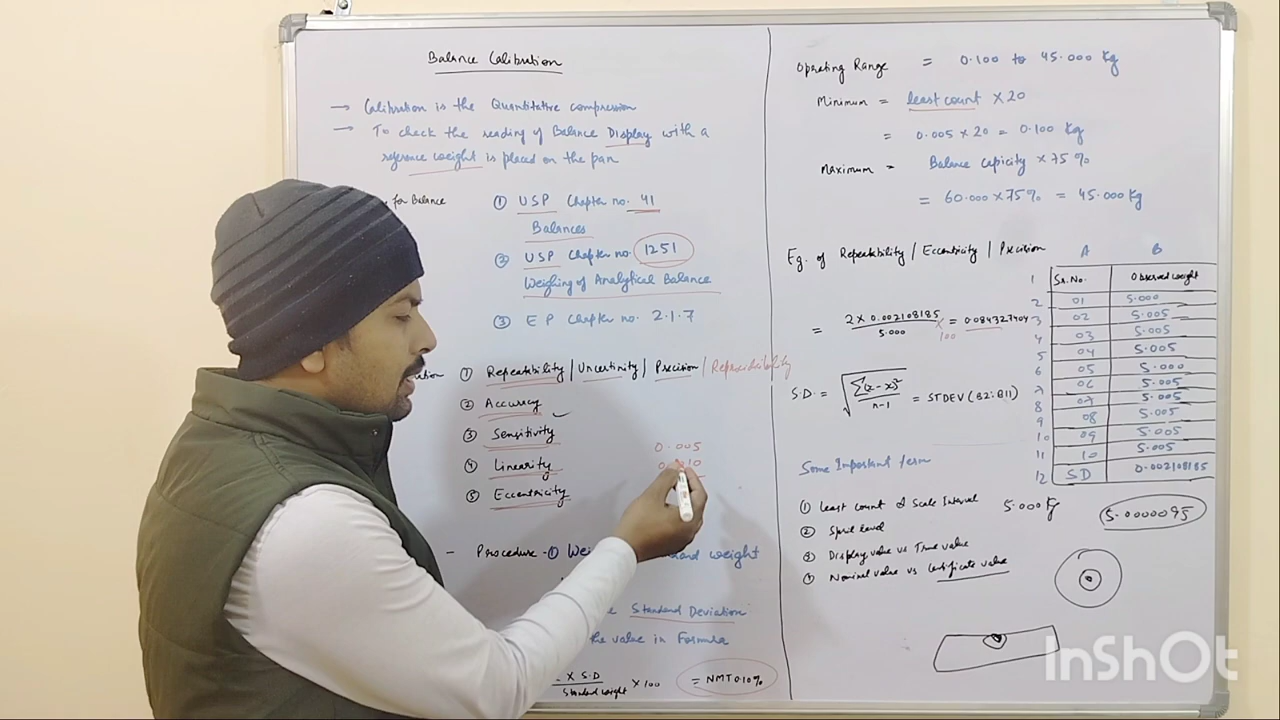 Balance Calibration
→ Calibration is the Quantitative compression
→ To check the reading of Balance Display with a
reference weight is placed on the pan
for Balance
① USP Chapter no. 41
Balances
② USP Chapter no. 1251
Weighing of Analytical Balance
③ EP Chapter no. 2.1.7
① Repeatability / Uncertinity / Precision / Reproducibility
② Accuracy
③ Sensitivity
④ Linearity
⑤ Eccentricity
0.005
- Procedure - ① weight
Standard Deviation
the value in Formula
X S.D / Standard weight × 100 = NMT 0.10%
Operating Range = 0.100 to 45.000 Kg
Minimum = least count × 20
= 0.005 × 20 = 0.100 Kg
Maximum = Balance capicity × 75%
= 60.000 × 75% = 45.000 Kg
Eg. of Repeatability / Eccentricity / Precision
= 2 × 0.002108185 / 5.000 × 100 = 0.084327404
S.D. = √ Σ(x - x)² / n-1 = STDEV (B2:B11)
A B
1 Sr. No. Observed weight
2 01 5.000
3 02 5.005
4 03 5.005
5 04 5.005
6 05 5.000
7 06 5.005
8 07 5.005
9 08 5.005
10 09 5.005
11 10 5.005
12 SD 0.002108185
Some Important term
① Least count & Scale Interval
② Sprit level
③ Display value vs True value
④ Nominal value vs Certificate value
5.000 Kg
5.0000095
InShOt